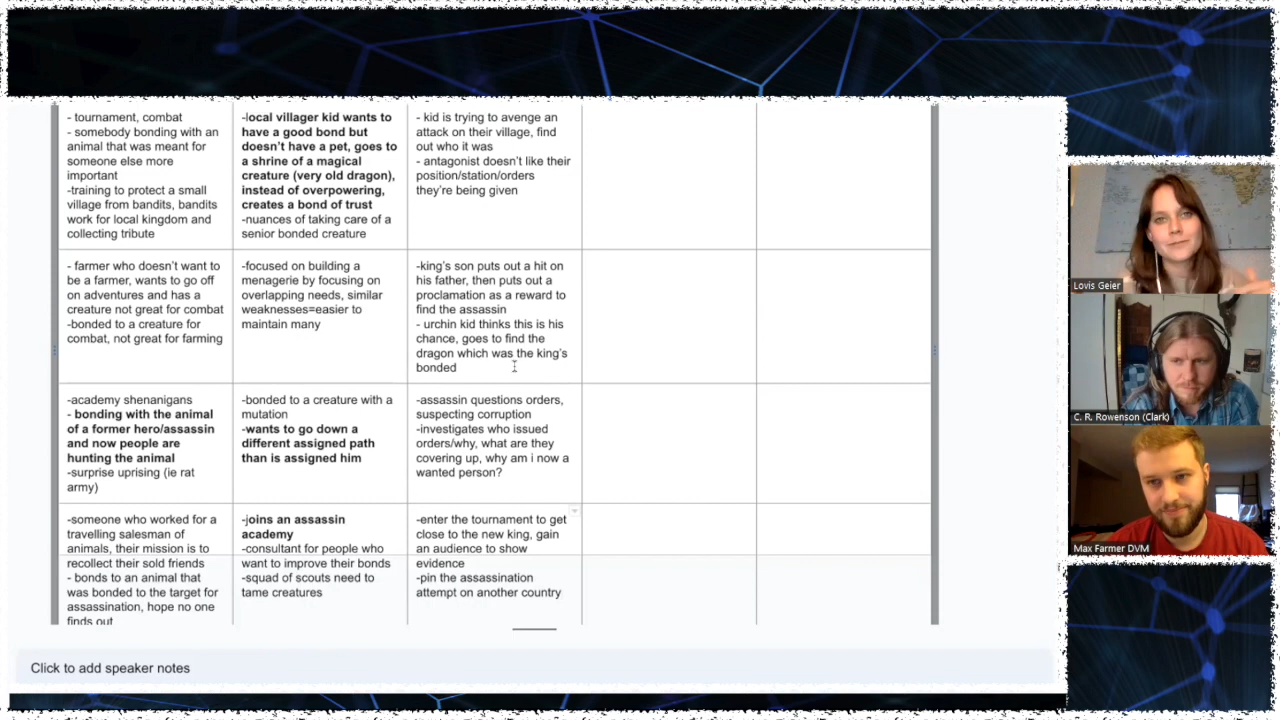 - tournament, combat
- somebody bonding with an
animal that was meant for
someone else more
important
-training to protect a small
village from bandits, bandits
work for local kingdom and
collecting tribute
-local villager kid wants to
have a good bond but
doesn't have a pet, goes to
a shrine of a magical
creature (very old dragon),
instead of overpowering,
creates a bond of trust
-nuances of taking care of a
senior bonded creature
- kid is trying to avenge an
attack on their village, find
out who it was
- antagonist doesn't like their
position/station/orders
they're being given
- farmer who doesn't want to
be a farmer, wants to go off
on adventures and has a
creature not great for combat
-bonded to a creature for
combat, not great for farming
-focused on building a
menagerie by focusing on
overlapping needs, similar
weaknesses=easier to
maintain many
-king's son puts out a hit on
his father, then puts out a
proclamation as a reward to
find the assassin
- urchin kid thinks this is his
chance, goes to find the
dragon which was the king's
bonded
-academy shenanigans
- bonding with the animal
of a former hero/assassin
and now people are
hunting the animal
-surprise uprising (ie rat
army)
-bonded to a creature with a
mutation
-wants to go down a
different assigned path
than is assigned him
-assassin questions orders,
suspecting corruption
-investigates who issued
orders/why, what are they
covering up, why am i now a
wanted person?
-someone who worked for a
travelling salesman of
animals, their mission is to
recollect their sold friends
- bonds to an animal that
was bonded to the target for
assassination, hope no one
finds out
-joins an assassin
academy
-consultant for people who
want to improve their bonds
-squad of scouts need to
tame creatures
-enter the tournament to get
close to the new king, gain
an audience to show
evidence
-pin the assassination
attempt on another country
Click to add speaker notes
Lovis Geier
C. R. Rowenson (Clark)
Max Farmer DVM